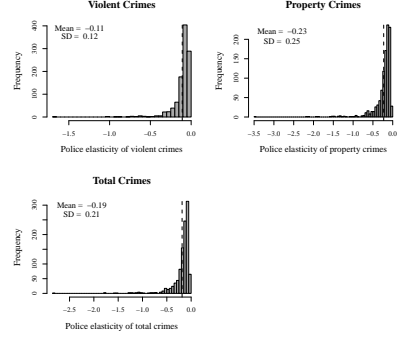 Violent Crimes
Mean = −0.11
SD = 0.12
Frequency
0 100 200 300 400
−1.5 −1.0 −0.5 0.0
Police elasticity of violent crimes
Property Crimes
Mean = −0.23
SD = 0.25
Frequency
0 50 100 150 200
−3.5 −3.0 −2.5 −2.0 −1.5 −1.0 −0.5 0.0
Police elasticity of property crimes
Total Crimes
Mean = −0.19
SD = 0.21
Frequency
0 50 100 200 300
−2.5 −2.0 −1.5 −1.0 −0.5 0.0
Police elasticity of total crimes